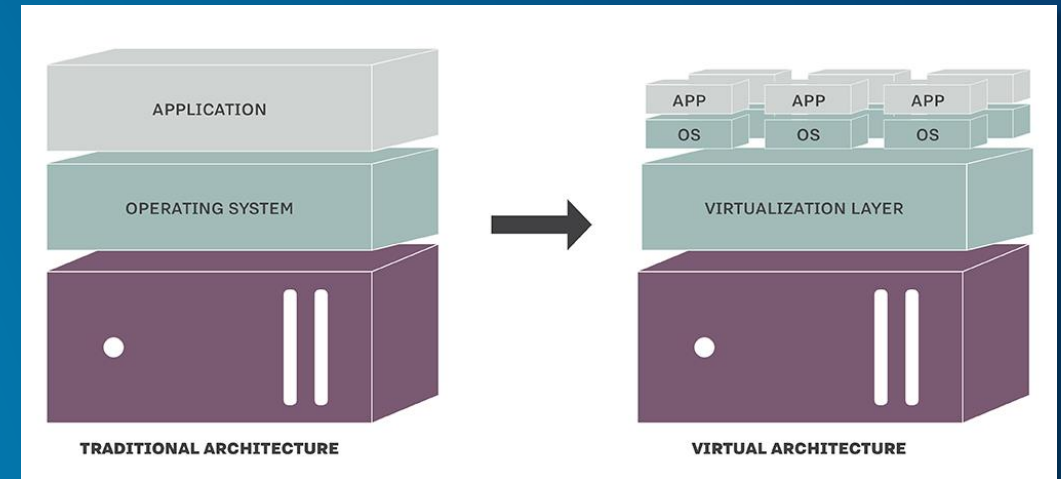 APPLICATION
OPERATING SYSTEM
TRADITIONAL ARCHITECTURE
APP APP APP
OS OS OS
VIRTUALIZATION LAYER
VIRTUAL ARCHITECTURE